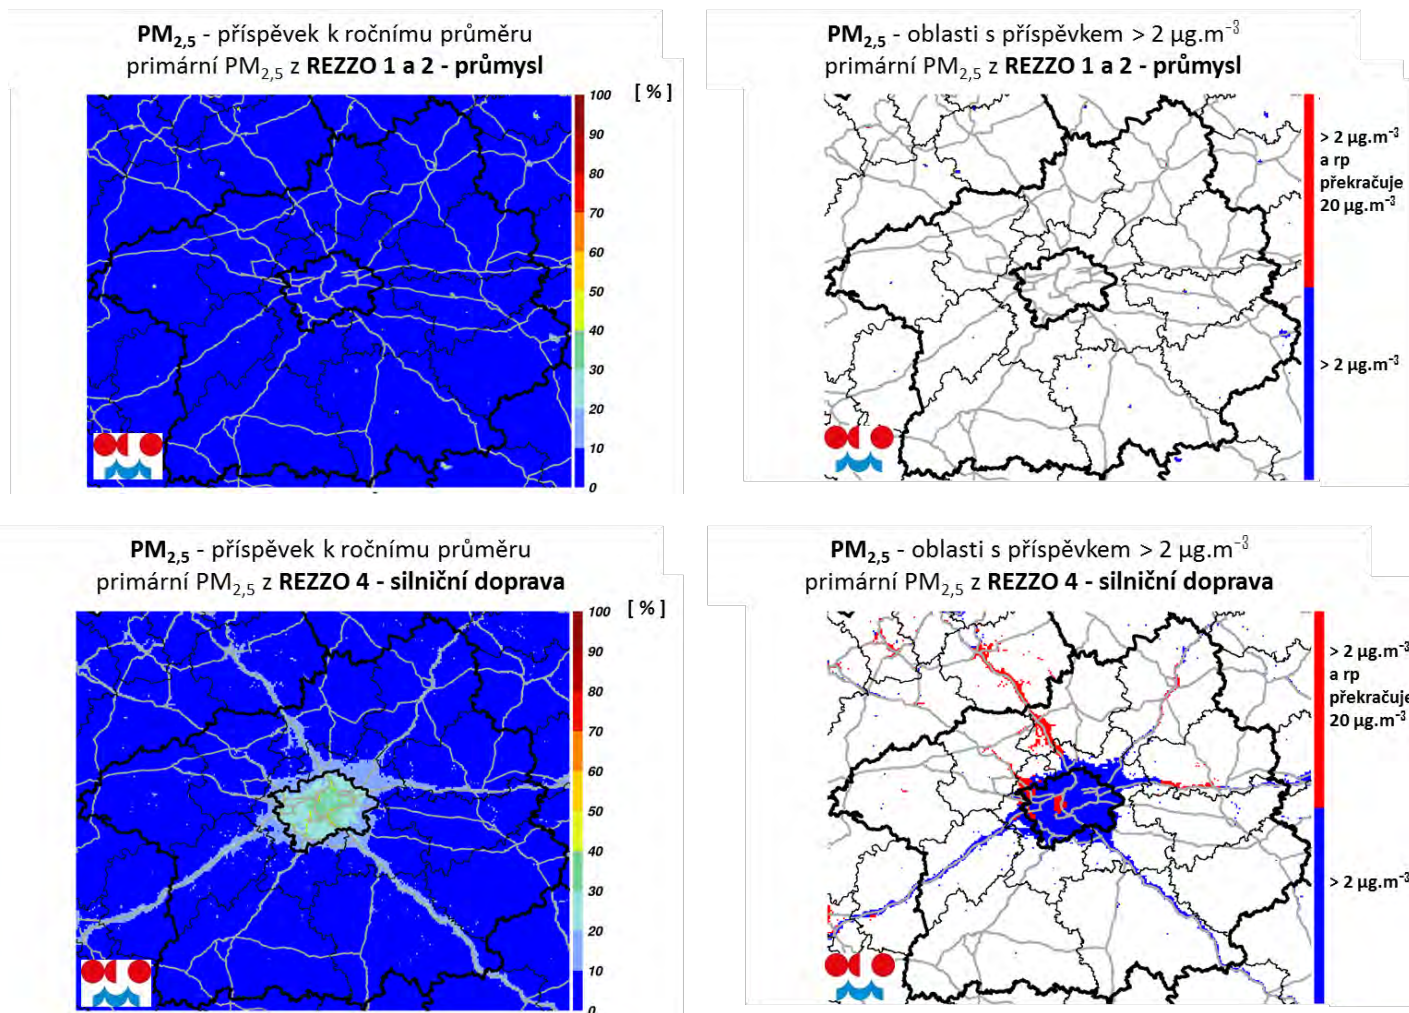 PM2,5 - příspěvek k ročnímu průměru
primární PM2,5 z REZZO 1 a 2 - průmysl
[ % ]
100
90
80
70
60
50
40
30
20
10
0
PM2,5 - oblasti s příspěvkem > 2 µg.m⁻³
primární PM2,5 z REZZO 1 a 2 - průmysl
> 2 µg.m⁻³
a rp
překračuje
20 µg.m⁻³
> 2 µg.m⁻³
PM2,5 - příspěvek k ročnímu průměru
primární PM2,5 z REZZO 4 - silniční doprava
[ % ]
100
90
80
70
60
50
40
30
20
10
0
PM2,5 - oblasti s příspěvkem > 2 µg.m⁻³
primární PM2,5 z REZZO 4 - silniční doprava
> 2 µg.m⁻³
a rp
překračuje
20 µg.m⁻³
> 2 µg.m⁻³